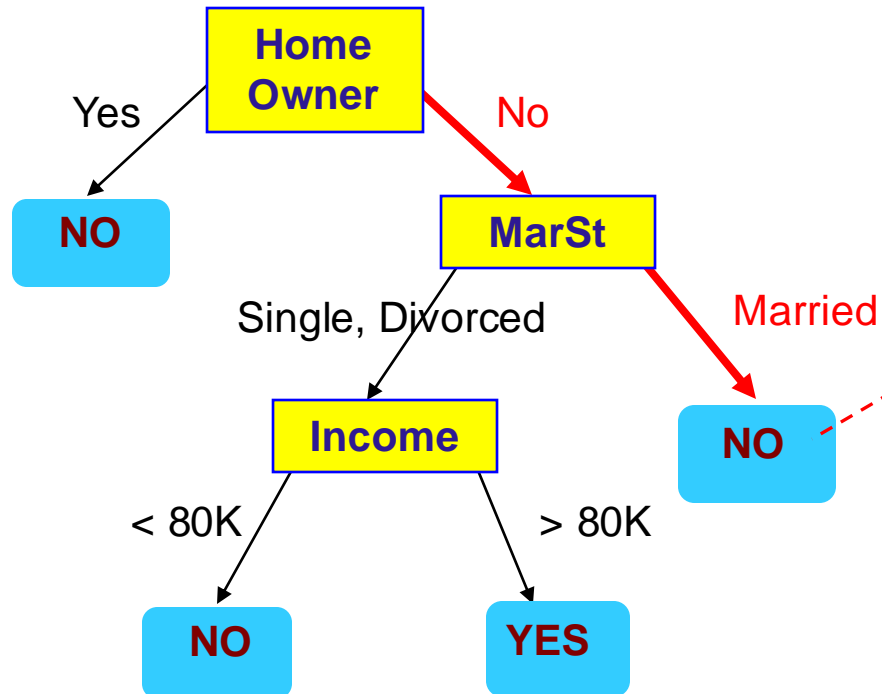 Home
Owner
Yes
No
NO
MarSt
Single, Divorced
Married
Income
NO
< 80K
> 80K
NO
YES